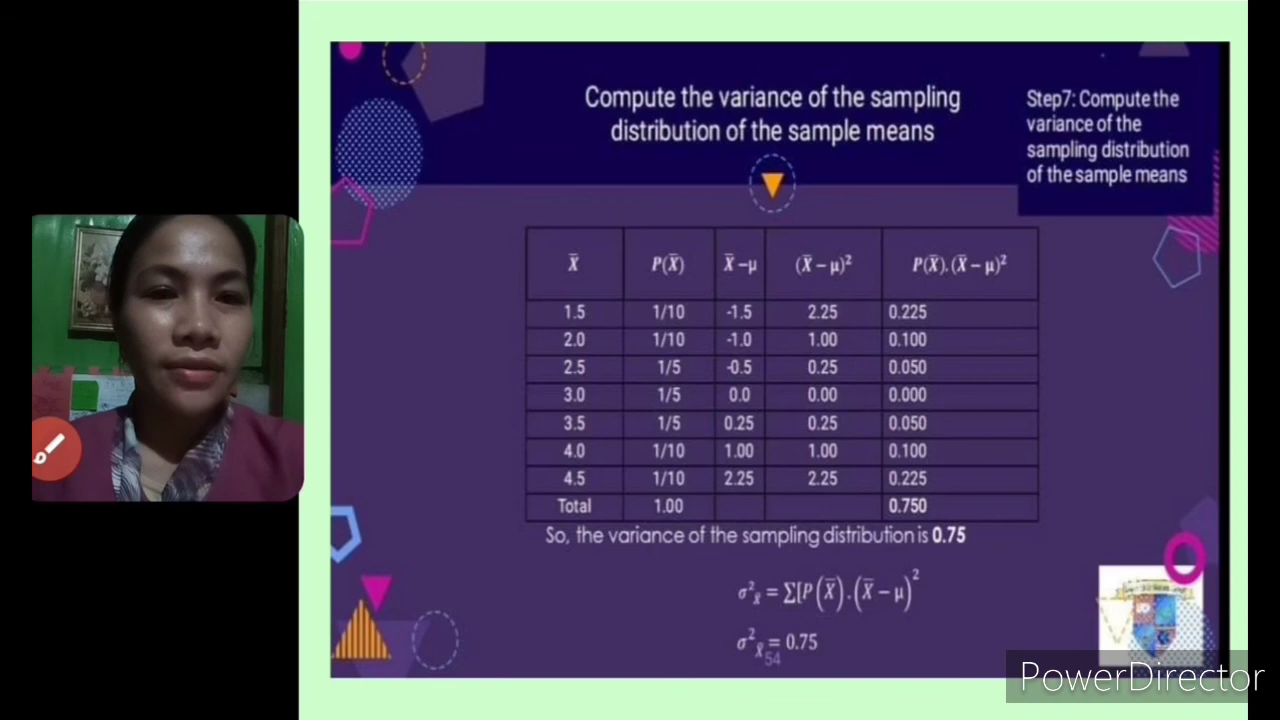 Compute the variance of the sampling
distribution of the sample means
Step7: Compute the
variance of the
sampling distribution
of the sample means
X̄ P(X̄) X̄ –μ (X̄ – μ)² P(X̄).(X̄ – μ)²
1.5 1/10 -1.5 2.25 0.225
2.0 1/10 -1.0 1.00 0.100
2.5 1/5 -0.5 0.25 0.050
3.0 1/5 0.0 0.00 0.000
3.5 1/5 0.25 0.25 0.050
4.0 1/10 1.00 1.00 0.100
4.5 1/10 2.25 2.25 0.225
Total 1.00 0.750
So, the variance of the sampling distribution is 0.75
σ²X̄ = Σ[P(X̄).(X̄ – μ)²
σ²X̄ = 0.75
54
PowerDirector